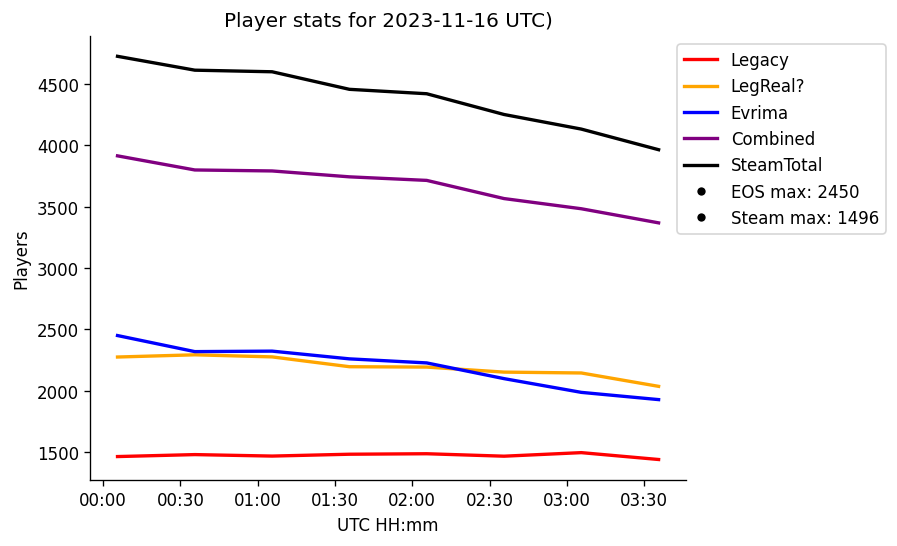 Player stats for 2023-11-16 UTC)
Legacy
LegReal?
Evrima
Combined
SteamTotal
EOS max: 2450
Steam max: 1496
Players
4500
4000
3500
3000
2500
2000
1500
00:00 00:30 01:00 01:30 02:00 02:30 03:00 03:30
UTC HH:mm